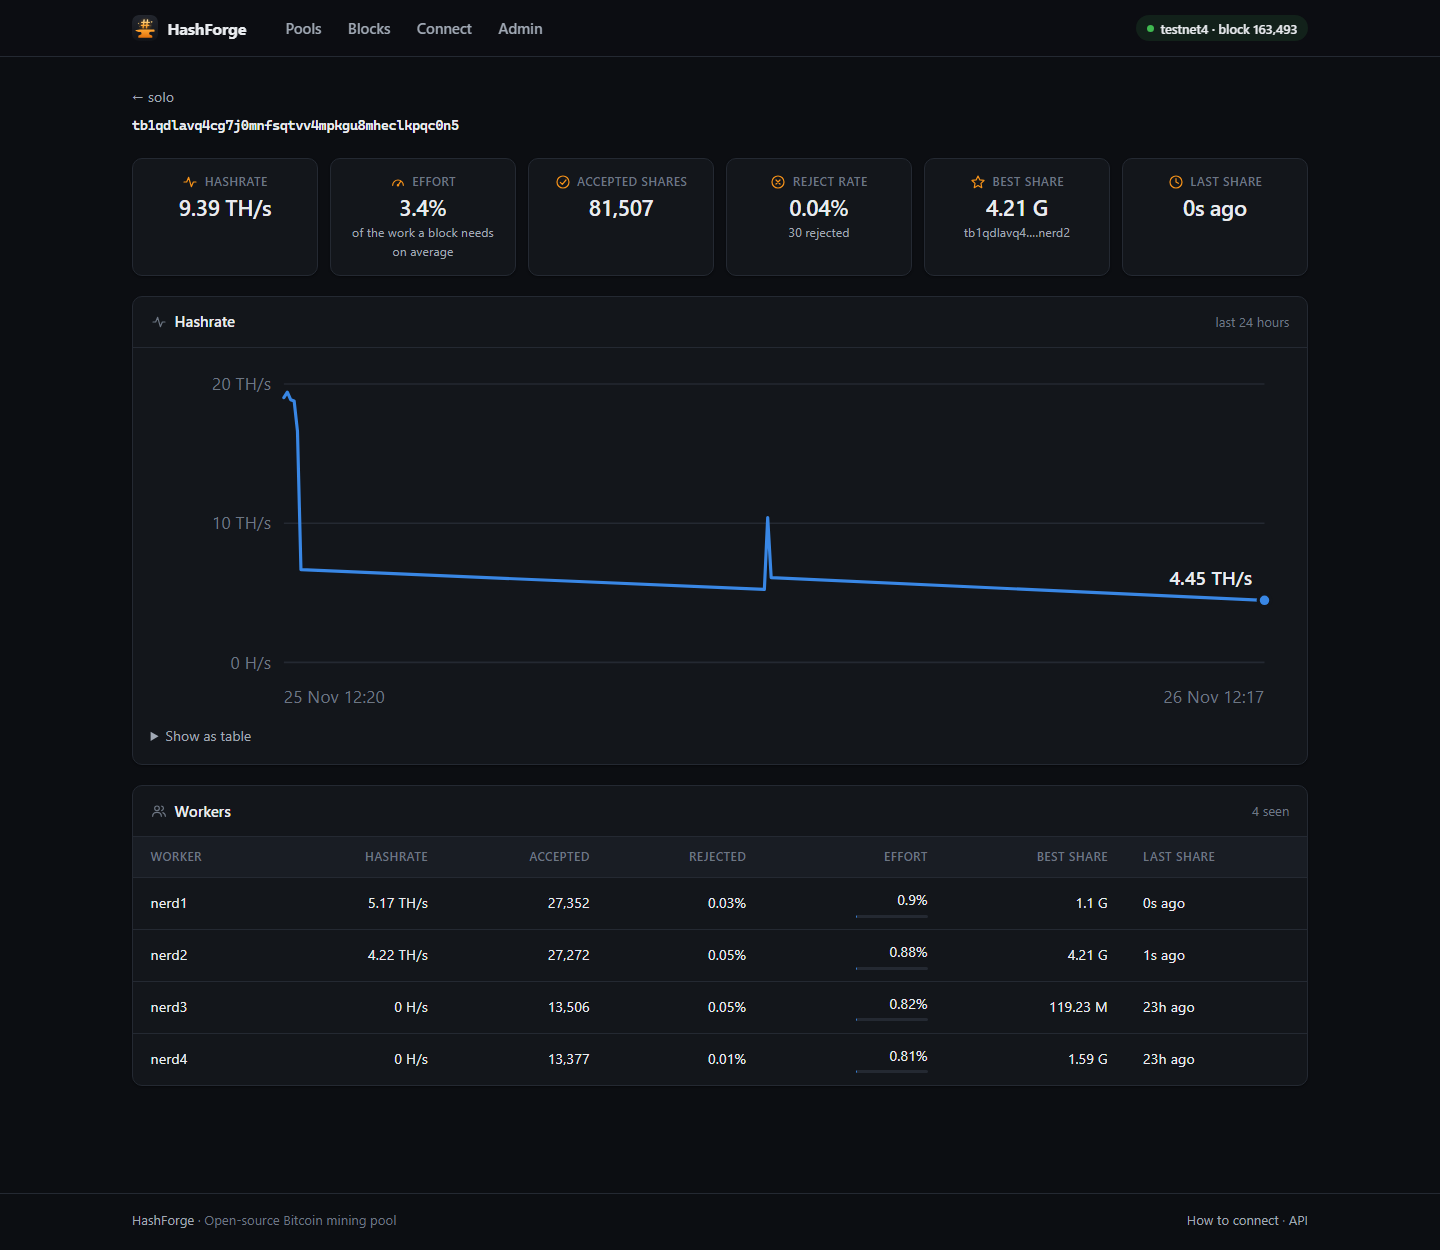 HashForge Pools Blocks Connect Admin testnet4 · block 163,493
← solo
tb1qdlavq4cg7j0mnfsqtvv4mpkgu8mheclkpqc0n5
HASHRATE EFFORT ACCEPTED SHARES REJECT RATE BEST SHARE LAST SHARE
9.39 TH/s 3.4% 81,507 0.04% 4.21 G 0s ago
of the work a block needs 30 rejected tb1qdlavq4....nerd2
on average
Hashrate last 24 hours
20 TH/s
10 TH/s
4.45 TH/s
0 H/s
25 Nov 12:20 26 Nov 12:17
▶ Show as table
Workers 4 seen
WORKER HASHRATE ACCEPTED REJECTED EFFORT BEST SHARE LAST SHARE
nerd1 5.17 TH/s 27,352 0.03% 0.9% 1.1 G 0s ago
nerd2 4.22 TH/s 27,272 0.05% 0.88% 4.21 G 1s ago
nerd3 0 H/s 13,506 0.05% 0.82% 119.23 M 23h ago
nerd4 0 H/s 13,377 0.01% 0.81% 1.59 G 23h ago
HashForge · Open-source Bitcoin mining pool How to connect · API